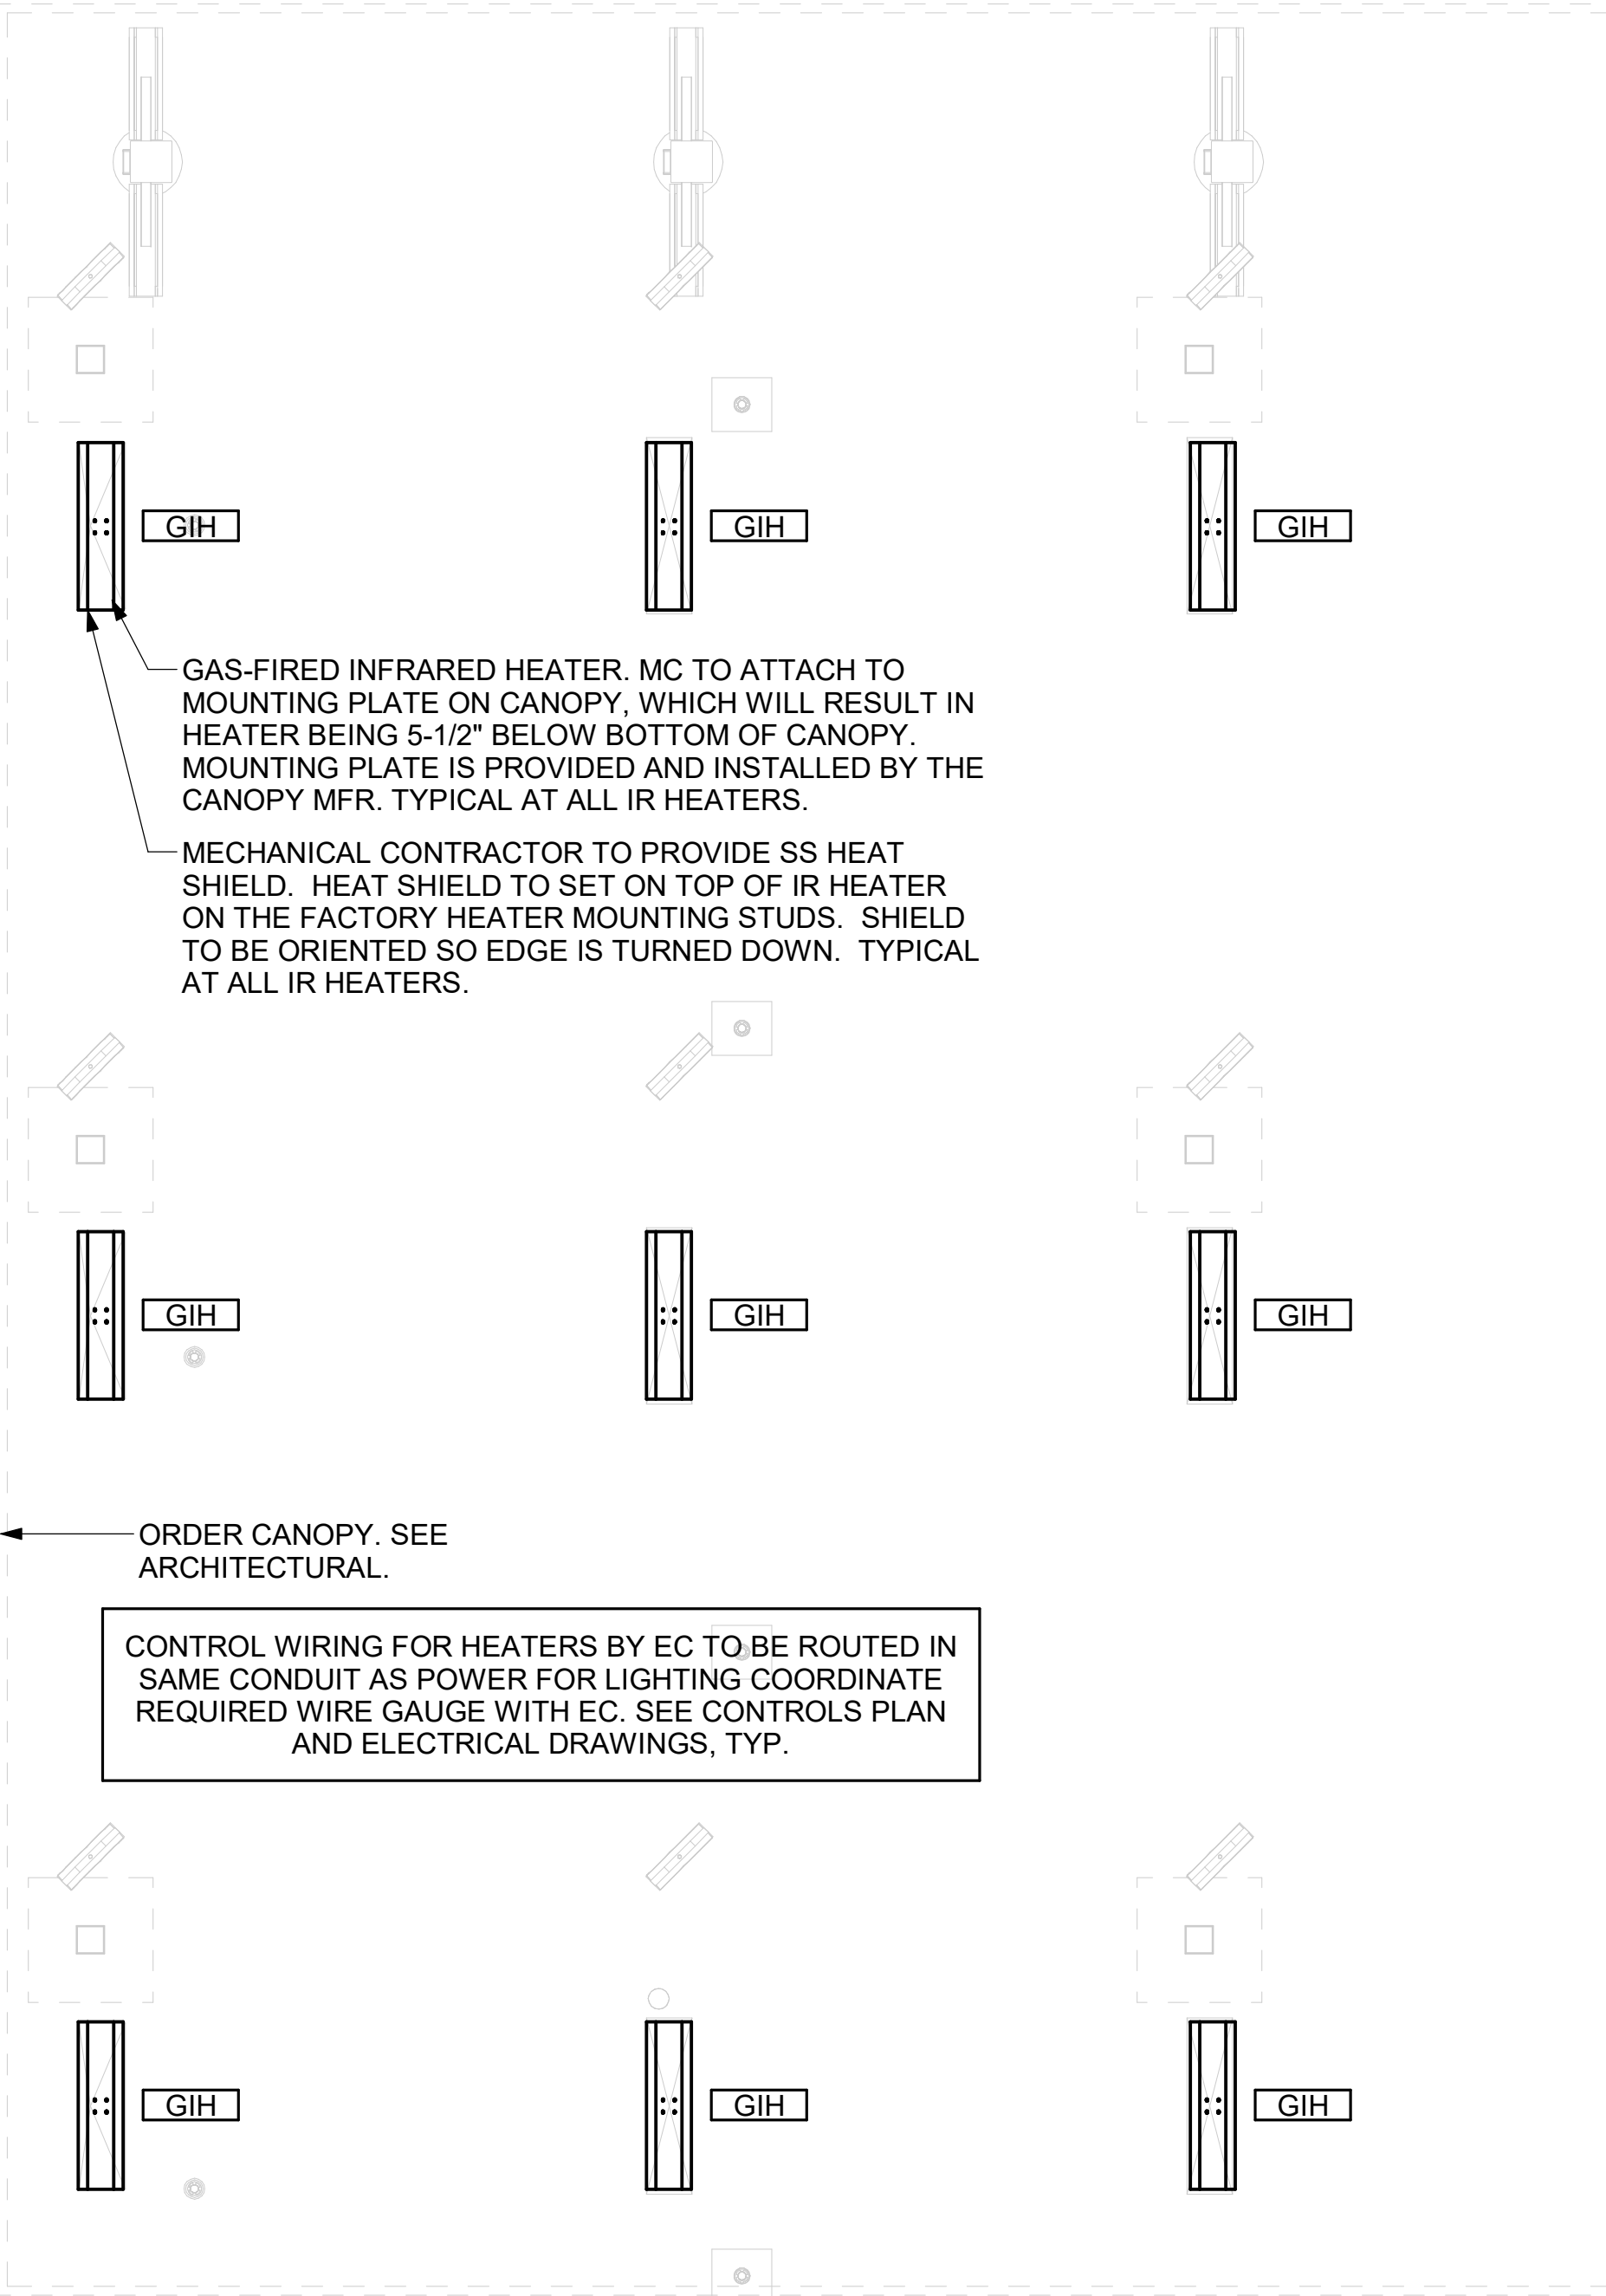 GIH
GIH
GIH
GAS-FIRED INFRARED HEATER. MC TO ATTACH TO
MOUNTING PLATE ON CANOPY, WHICH WILL RESULT IN
HEATER BEING 5-1/2" BELOW BOTTOM OF CANOPY.
MOUNTING PLATE IS PROVIDED AND INSTALLED BY THE
CANOPY MFR. TYPICAL AT ALL IR HEATERS.
MECHANICAL CONTRACTOR TO PROVIDE SS HEAT
SHIELD. HEAT SHIELD TO SET ON TOP OF IR HEATER
ON THE FACTORY HEATER MOUNTING STUDS. SHIELD
TO BE ORIENTED SO EDGE IS TURNED DOWN. TYPICAL
AT ALL IR HEATERS.
GIH
GIH
GIH
ORDER CANOPY. SEE
ARCHITECTURAL.
CONTROL WIRING FOR HEATERS BY EC TO BE ROUTED IN
SAME CONDUIT AS POWER FOR LIGHTING COORDINATE
REQUIRED WIRE GAUGE WITH EC. SEE CONTROLS PLAN
AND ELECTRICAL DRAWINGS, TYP.
GIH
GIH
GIH